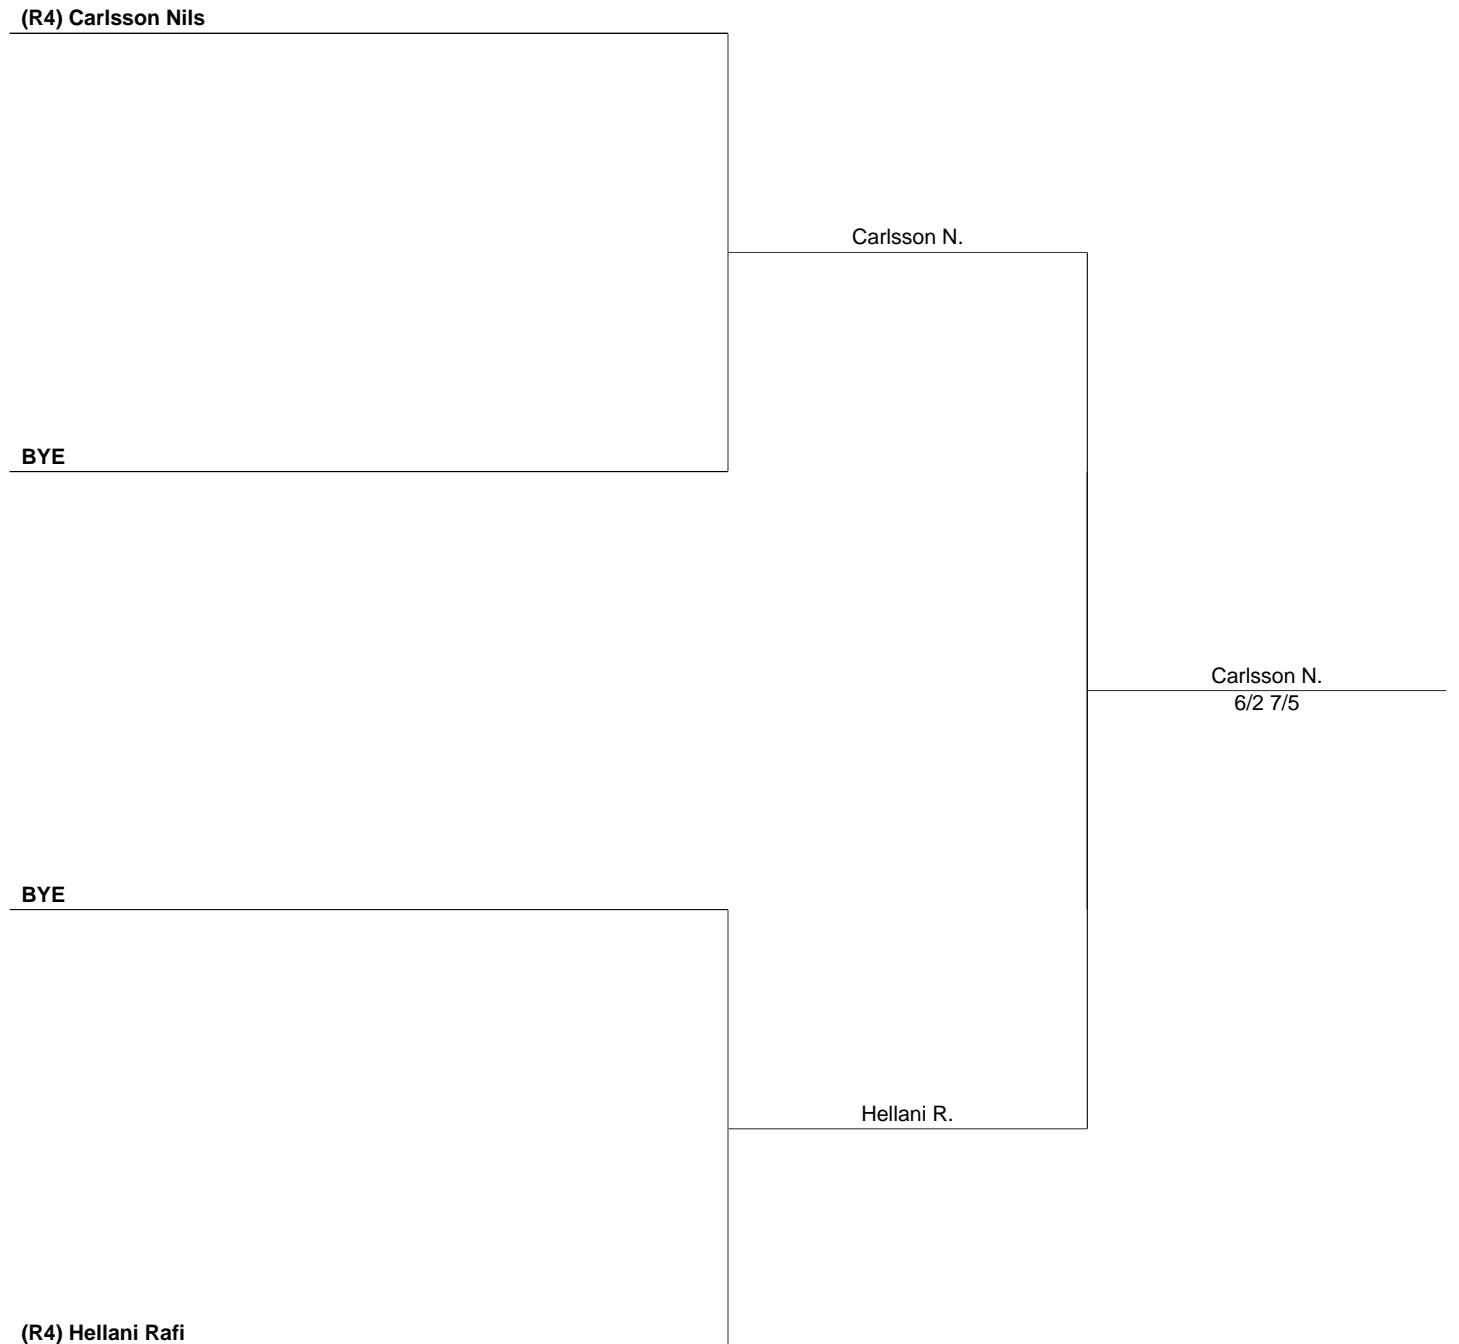 (R4) Carlsson Nils
Carlsson N.
BYE
Carlsson N.
6/2 7/5
BYE
Hellani R.
(R4) Hellani Rafi